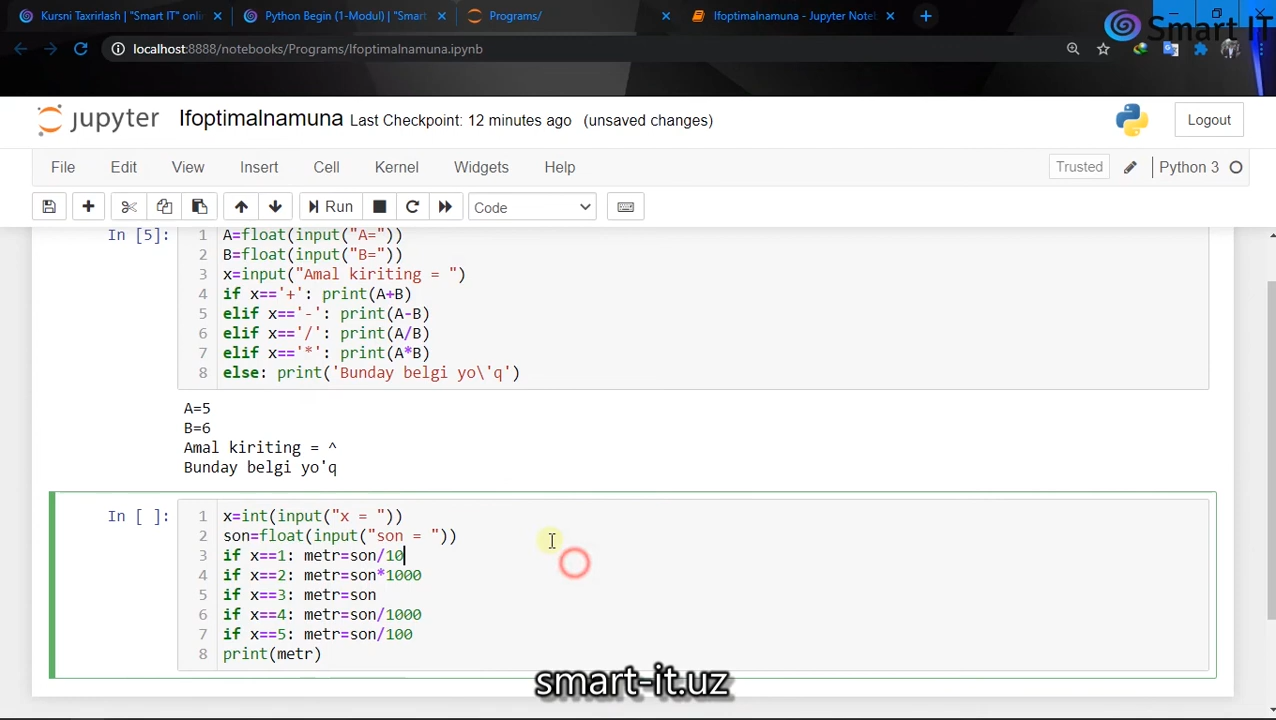 Kursni Taxrirlash | "Smart IT" onli
Python Begin (1-Modul) | "Smart
Programs/
Ifoptimalnamuna - Jupyter Noteb
Smart IT
localhost:8888/notebooks/Programs/Ifoptimalnamuna.ipynb
jupyter Ifoptimalnamuna Last Checkpoint: 12 minutes ago (unsaved changes)
Logout
File Edit View Insert Cell Kernel Widgets Help
Trusted
Python 3
Run
Code
In [5]:
1 A=float(input("A="))
2 B=float(input("B="))
3 x=input("Amal kiriting = ")
4 if x=='+': print(A+B)
5 elif x=='-': print(A-B)
6 elif x=='/': print(A/B)
7 elif x=='*': print(A*B)
8 else: print('Bunday belgi yo\'q')
A=5
B=6
Amal kiriting = ^
Bunday belgi yo'q
In [ ]:
1 x=int(input("x = "))
2 son=float(input("son = "))
3 if x==1: metr=son/10
4 if x==2: metr=son*1000
5 if x==3: metr=son
6 if x==4: metr=son/1000
7 if x==5: metr=son/100
8 print(metr)
smart-it.uz